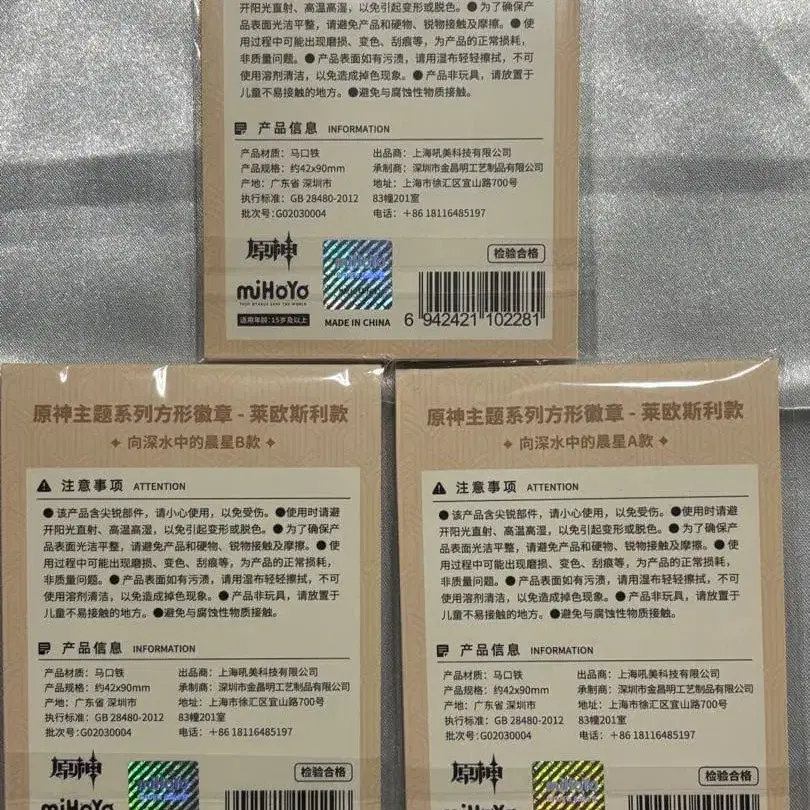 开阳光直射、高温高湿，以免引起变形或脱色。●为了确保产
品表面光洁平整，请避免产品和硬物、锐物接触及摩擦。●使
用过程中可能出现磨损、变色、刮痕等，为产品的正常损耗，
非质量问题。●产品表面如有污渍，请用湿布轻轻擦拭，不可
使用溶剂清洁，以免造成掉色现象。●产品非玩具，请放置于
儿童不易接触的地方。●避免与腐蚀性物质接触。
产品信息 INFORMATION
产品材质：马口铁 出品商：上海吼美科技有限公司
产品规格：约42x90mm 承制商：深圳市金昌明工艺制品有限公司
产地：广东省 深圳市 地址：上海市徐汇区宜山路700号
执行标准：GB 28480-2012 83幢201室
批次号:G02030004 电话：+86 18116485197
原神
检验合格
miHoYo
TECH OTAKUS SAVE THE WORLD
适用年龄：15岁及以上
MADE IN CHINA
6 942421 102281
原神主题系列方形徽章 - 莱欧斯利款
向深水中的晨星B款
注意事项 ATTENTION
●该产品含尖锐部件，请小心使用，以免受伤。●使用时请避
开阳光直射、高温高湿，以免引起变形或脱色。●为了确保产
品表面光洁平整，请避免产品和硬物、锐物接触及摩擦。●使
用过程中可能出现磨损、变色、刮痕等，为产品的正常损耗，
非质量问题。●产品表面如有污渍，请用湿布轻轻擦拭，不可
使用溶剂清洁，以免造成掉色现象。●产品非玩具，请放置于
儿童不易接触的地方。●避免与腐蚀性物质接触。
产品信息 INFORMATION
产品材质：马口铁 出品商：上海吼美科技有限公司
产品规格：约42x90mm 承制商：深圳市金昌明工艺制品有限公司
产地：广东省 深圳市 地址：上海市徐汇区宜山路700号
执行标准：GB 28480-2012 83幢201室
批次号:G02030004 电话：+86 18116485197
原神
miHoYo
检验合格
miHoYo
原神主题系列方形徽章 - 莱欧斯利款
向深水中的晨星A款
注意事项 ATTENTION
●该产品含尖锐部件，请小心使用，以免受伤。●使用时请避
开阳光直射、高温高湿，以免引起变形或脱色。●为了确保产
品表面光洁平整，请避免产品和硬物、锐物接触及摩擦。●使
用过程中可能出现磨损、变色、刮痕等，为产品的正常损耗，
非质量问题。●产品表面如有污渍，请用湿布轻轻擦拭，不可
使用溶剂清洁，以免造成掉色现象。●产品非玩具，请放置于
儿童不易接触的地方。●避免与腐蚀性物质接触。
产品信息 INFORMATION
产品材质：马口铁 出品商：上海吼美科技有限公司
产品规格：约42x90mm 承制商：深圳市金昌明工艺制品有限公司
产地：广东省 深圳市 地址：上海市徐汇区宜山路700号
执行标准：GB 28480-2012 83幢201室
批次号:G02030004 电话：+86 18116485197
原神
miHoYo
检验合格
miHoYo